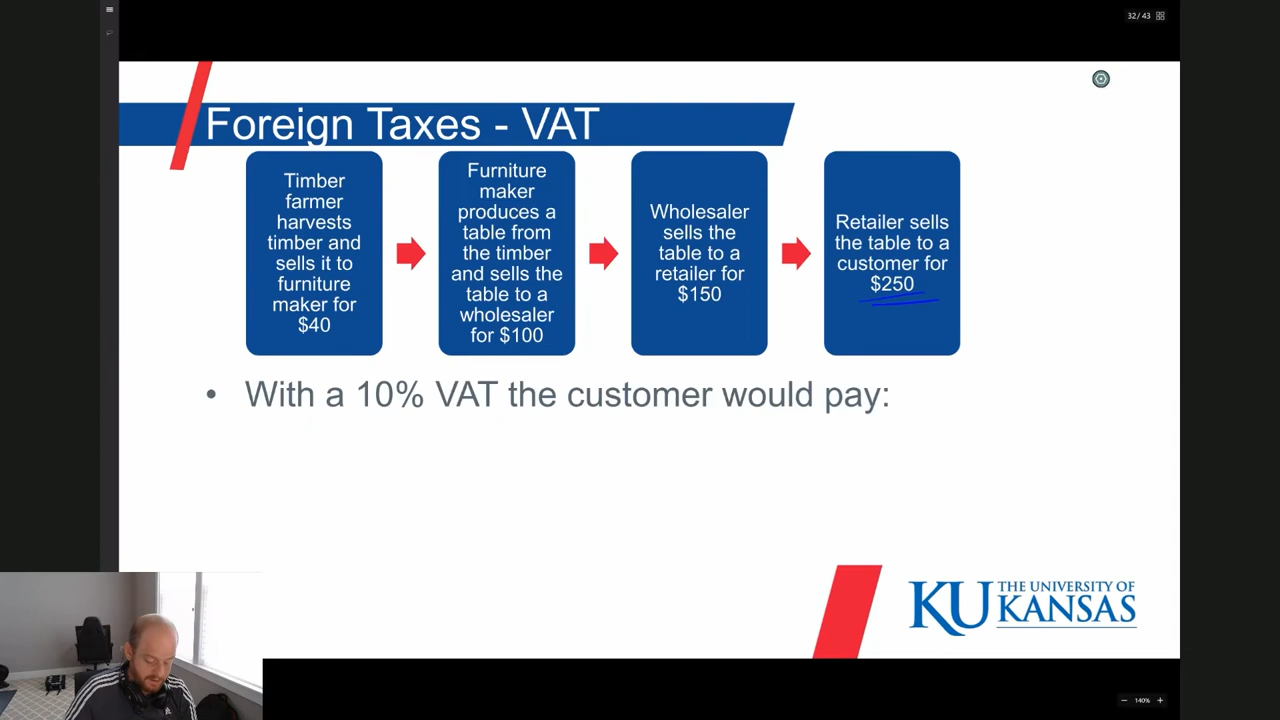 32/ 43
Foreign Taxes - VAT
Timber
farmer
harvests
timber and
sells it to
furniture
maker for
$40
Furniture
maker
produces a
table from
the timber
and sells the
table to a
wholesaler
for $100
Wholesaler
sells the
table to a
retailer for
$150
Retailer sells
the table to a
customer for
$250
• With a 10% VAT the customer would pay:
KU THE UNIVERSITY OF
KANSAS
− 140% +